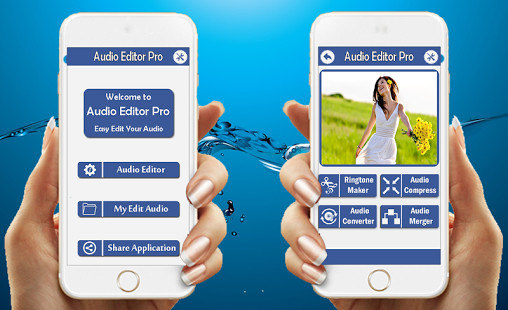 Audio Editor Pro
Welcome to
Audio Editor Pro
Easy Edit Your Audio
Audio Editor
My Edit Audio
Share Application
Audio Editor Pro
Ringtone
Maker
Audio
Compress
Audio
Converter
Audio
Merger